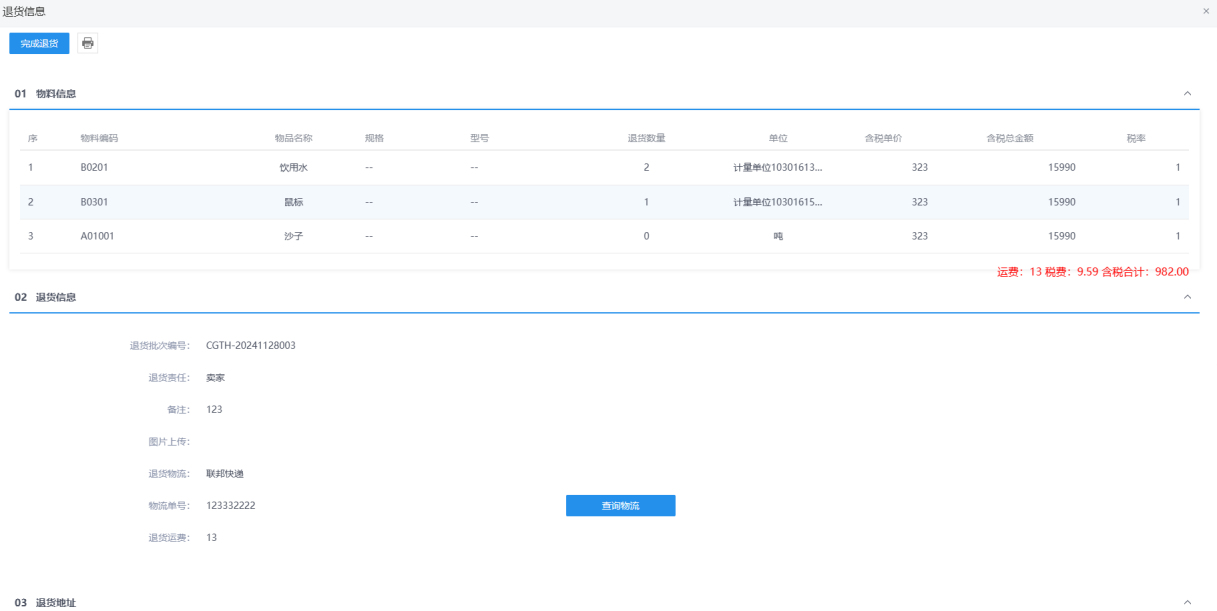 退货信息 ×
完成退货
01 物料信息
序 物料编码 物品名称 规格 型号 退货数量 单位 含税单价 含税总金额 税率
1 B0201 饮用水 -- -- 2 计量单位10301613... 323 15990 1
2 B0301 鼠标 -- -- 1 计量单位10301615... 323 15990 1
3 A01001 沙子 -- -- 0 吨 323 15990 1
运费：13 税费：9.59 含税合计：982.00
02 退货信息
退货批次编号： CGTH-20241128003
退货责任： 卖家
备注： 123
图片上传：
退货物流： 联邦快递
物流单号： 123332222 查询物流
退货运费： 13
03 退货地址